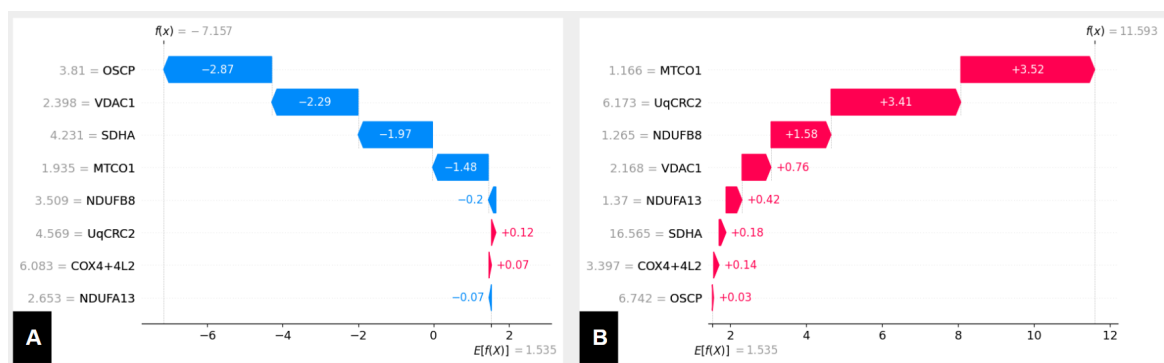 f(x) = −7.157
3.81 = OSCP −2.87
2.398 = VDAC1 −2.29
4.231 = SDHA −1.97
1.935 = MTCO1 −1.48
3.509 = NDUFB8 −0.2
4.569 = UqCRC2 +0.12
6.083 = COX4+4L2 +0.07
2.653 = NDUFA13 −0.07
−6 −4 −2 0 2
E[f(X)] = 1.535
A
f(x) = 11.593
1.166 = MTCO1 +3.52
6.173 = UqCRC2 +3.41
1.265 = NDUFB8 +1.58
2.168 = VDAC1 +0.76
1.37 = NDUFA13 +0.42
16.565 = SDHA +0.18
3.397 = COX4+4L2 +0.14
6.742 = OSCP +0.03
2 4 6 8 10 12
E[f(X)] = 1.535
B